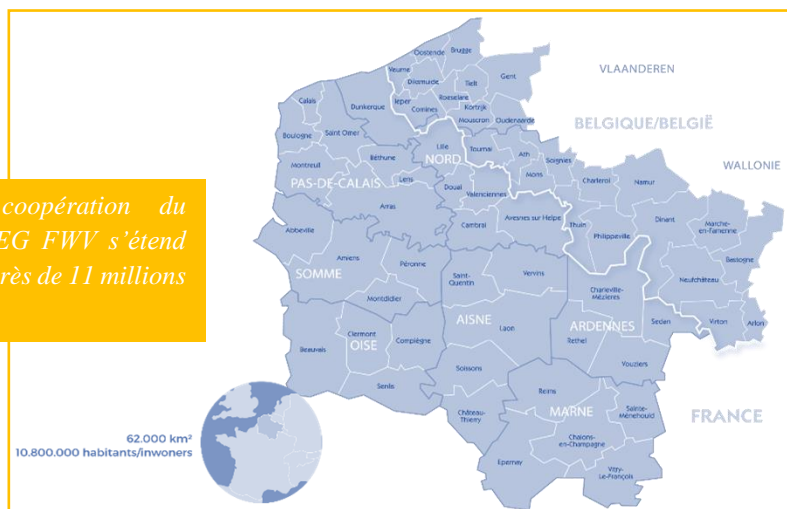 coopération du
EG FWV s’étend
rès de 11 millions
62.000 km²
10.800.000 habitants/inwoners
VLAANDEREN
BELGIQUE/BELGIË
WALLONIE
FRANCE
Oostende
Brugge
Veurne
Diksmuide
Tielt
Gent
Ieper
Roeselare
Kortrijk
Comines
Mouscron
Oudenaarde
Calais
Dunkerque
Saint Omer
Boulogne
Lille
NORD
Tournai
Ath
Soignies
Montreuil
Béthune
Mons
Charleroi
Namur
PAS-DE-CALAIS
Lens
Douai
Valenciennes
Arras
Cambrai
Avesnes sur Helpe
Thuin
Philippeville
Dinant
Marche-
en-Famenne
Bastogne
Neufchâteau
Virton
Arlon
Abbeville
Amiens
Péronne
SOMME
Montdidier
Saint-
Quentin
Vervins
Charleville-
Mézières
AISNE
Laon
ARDENNES
Sedan
Rethel
Vouziers
Clermont
OISE
Compiègne
Beauvais
Senlis
Soissons
Château-
Thierry
Reims
MARNE
Sainte-
Menehould
Chalons-
en-Champagne
Epernay
Vitry-
Le-François